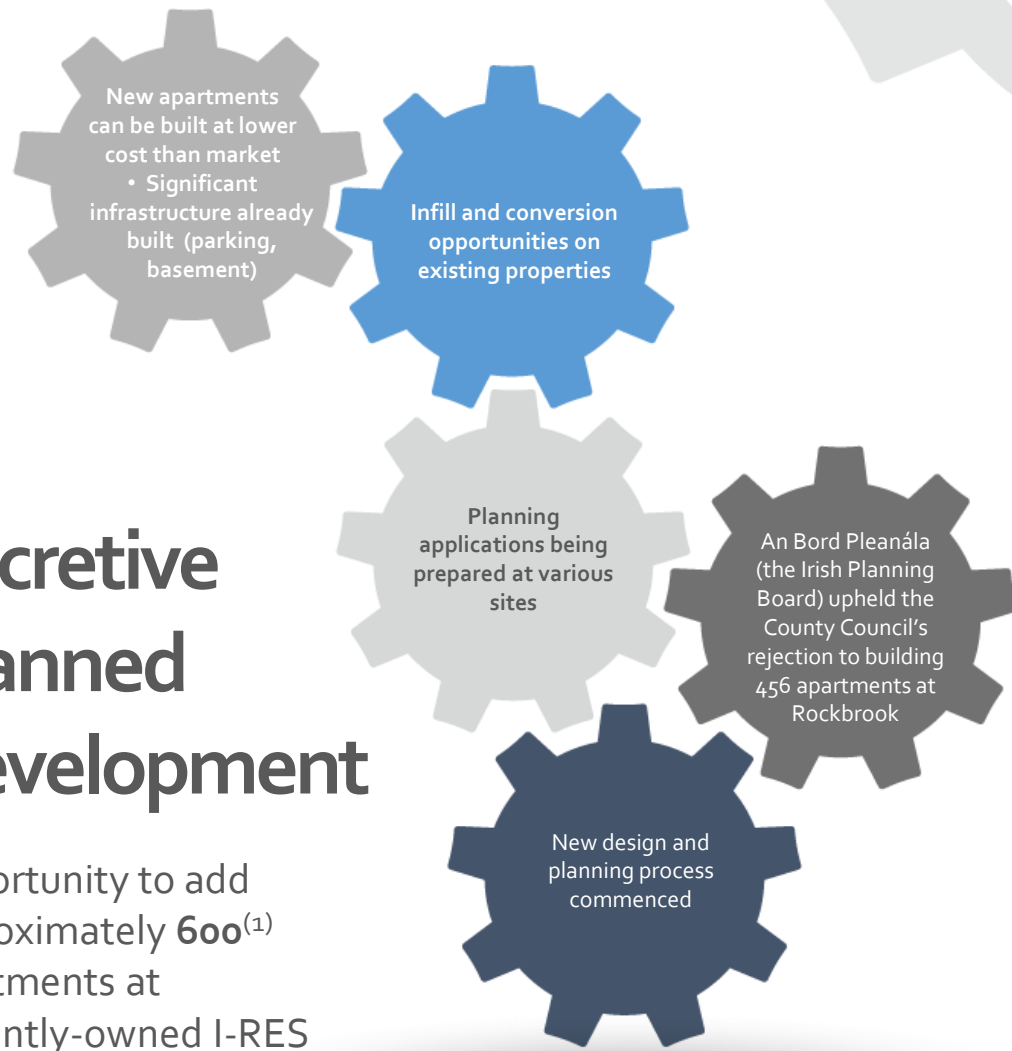 New apartments
can be built at lower
cost than market
• Significant
infrastructure already
built (parking,
basement)
Infill and conversion
opportunities on
existing properties
Planning
applications being
prepared at various
sites
An Bord Pleanála
(the Irish Planning
Board) upheld the
County Council's
rejection to building
456 apartments at
Rockbrook
New design and
planning process
commenced
cretive
anned
evelopment
ortunity to add
oximately 600(1)
tments at
ntly-owned I-RES